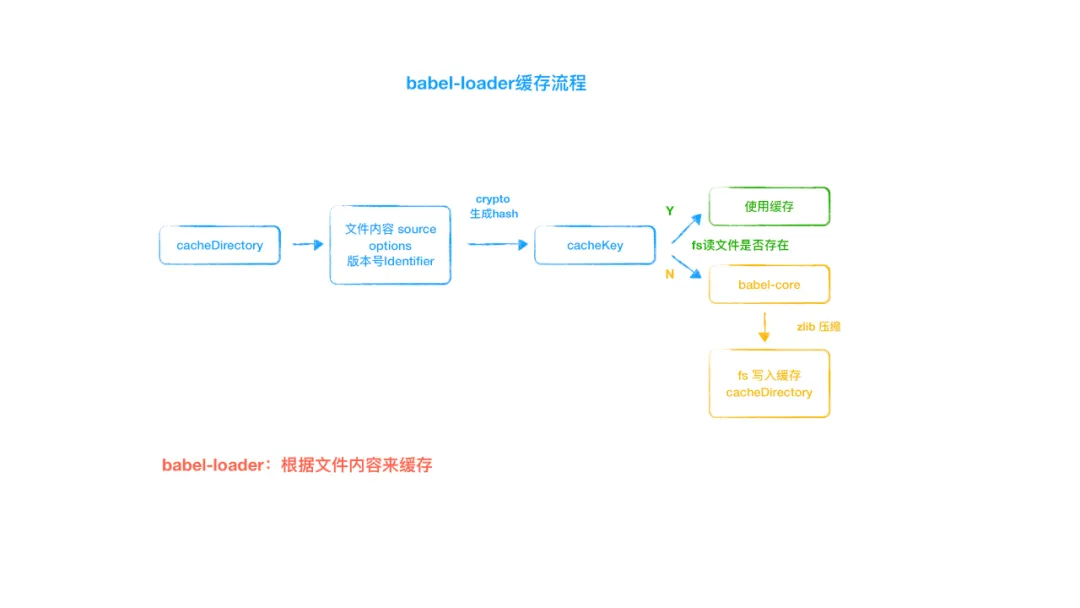 babel-loader缓存流程
cacheDirectory
文件内容 source
options
版本号Identifier
crypto
生成hash
cacheKey
Y
使用缓存
fs读文件是否存在
N
babel-core
zlib 压缩
fs 写入缓存
cacheDirectory
babel-loader：根据文件内容来缓存